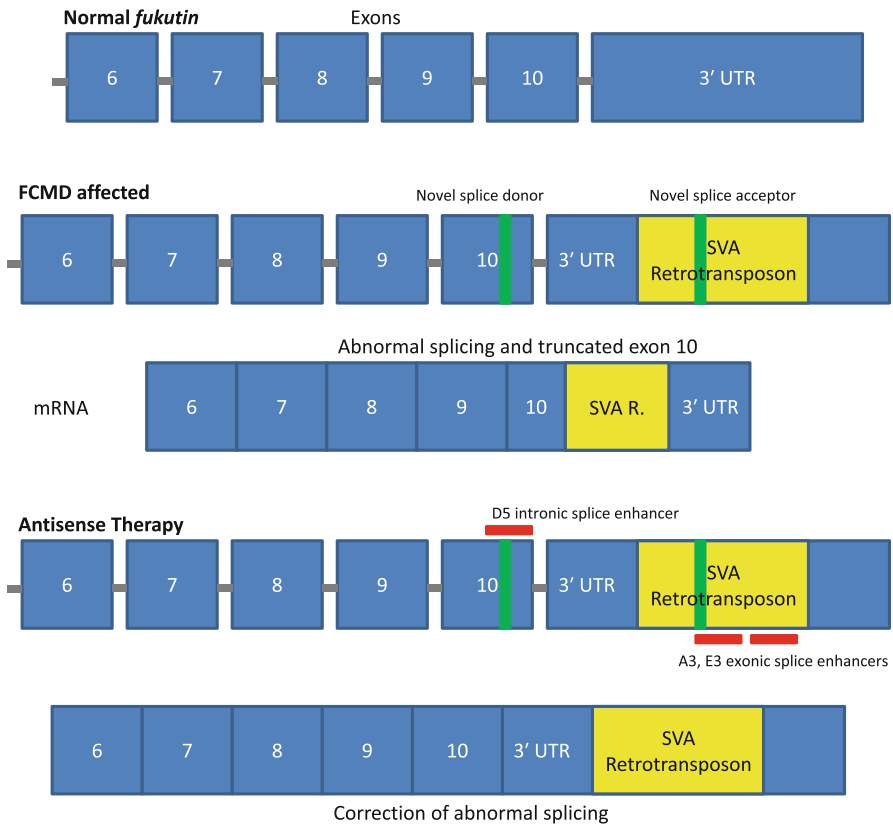 Normal fukutin Exons
6 7 8 9 10 3′ UTR
FCMD affected
Novel splice donor Novel splice acceptor
6 7 8 9 10 3′ UTR SVA
Retrotransposon
Abnormal splicing and truncated exon 10
mRNA 6 7 8 9 10 SVA R. 3′ UTR
D5 intronic splice enhancer
Antisense Therapy
6 7 8 9 10 3′ UTR SVA
Retrotransposon
A3, E3 exonic splice enhancers
6 7 8 9 10 3′ UTR SVA
Retrotransposon
Correction of abnormal splicing